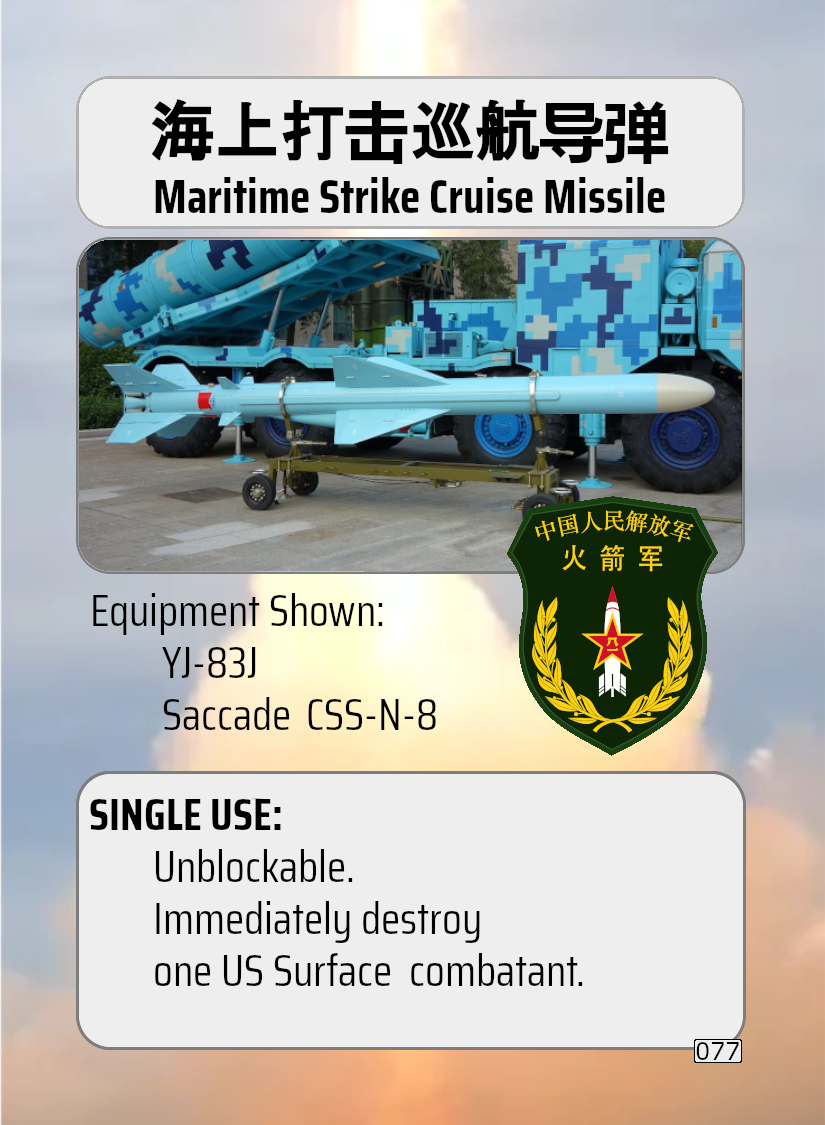 海上打击巡航导弹
Maritime Strike Cruise Missile
中国人民解放军
火箭军
八一
Equipment Shown:
YJ-83J
Saccade CSS-N-8
SINGLE USE:
Unblockable.
Immediately destroy
one US Surface combatant.
077